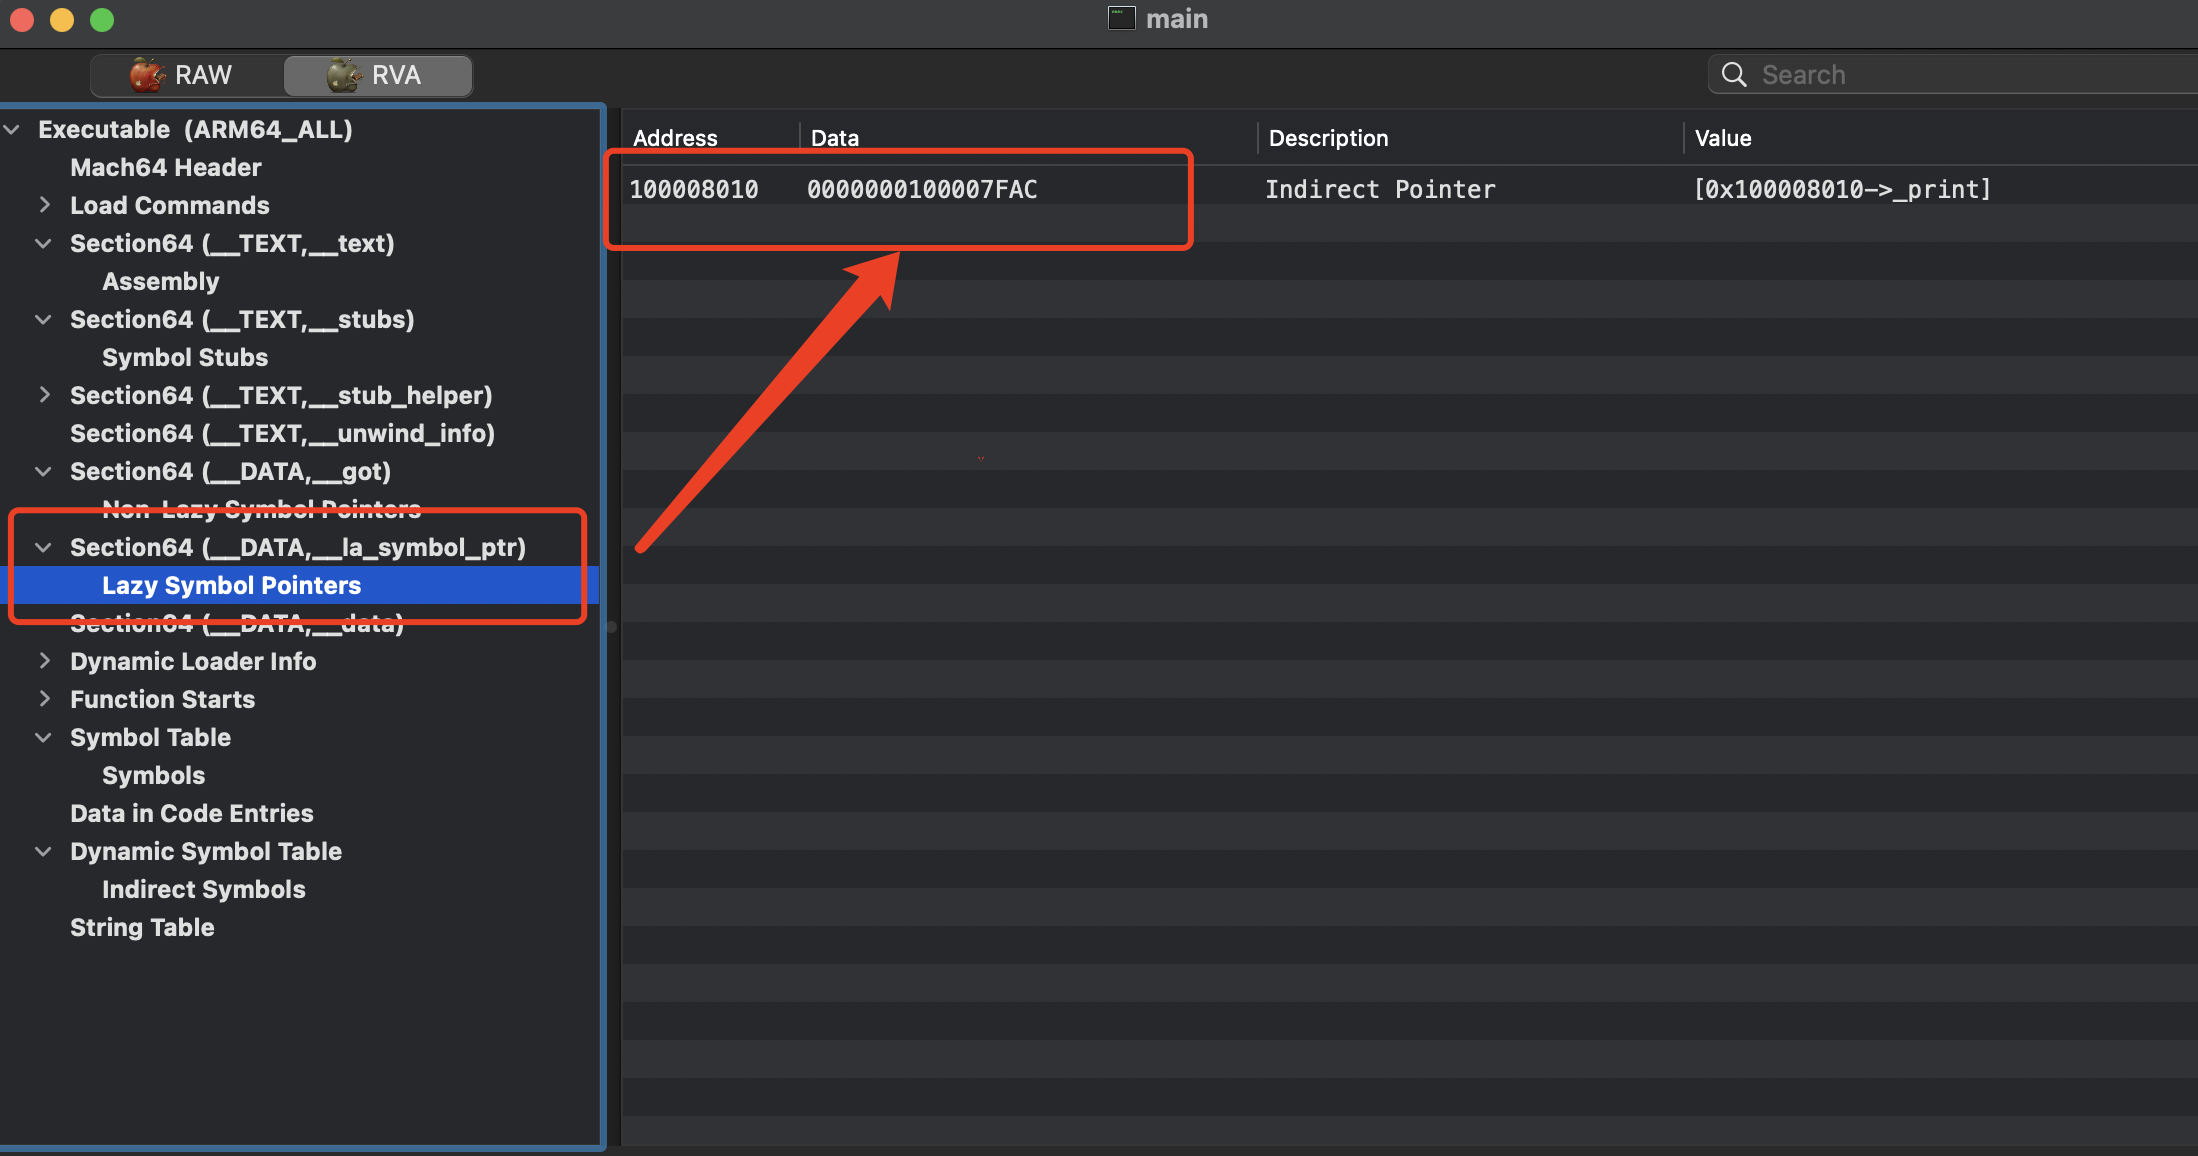 main
RAW
RVA
Search
Executable (ARM64_ALL)
Mach64 Header
Load Commands
Section64 (__TEXT,__text)
Assembly
Section64 (__TEXT,__stubs)
Symbol Stubs
Section64 (__TEXT,__stub_helper)
Section64 (__TEXT,__unwind_info)
Section64 (__DATA,__got)
Non-Lazy Symbol Pointers
Section64 (__DATA,__la_symbol_ptr)
Lazy Symbol Pointers
Section64 (__DATA,__data)
Dynamic Loader Info
Function Starts
Symbol Table
Symbols
Data in Code Entries
Dynamic Symbol Table
Indirect Symbols
String Table
Address Data Description Value
100008010 0000000100007FAC Indirect Pointer [0x100008010->_print]